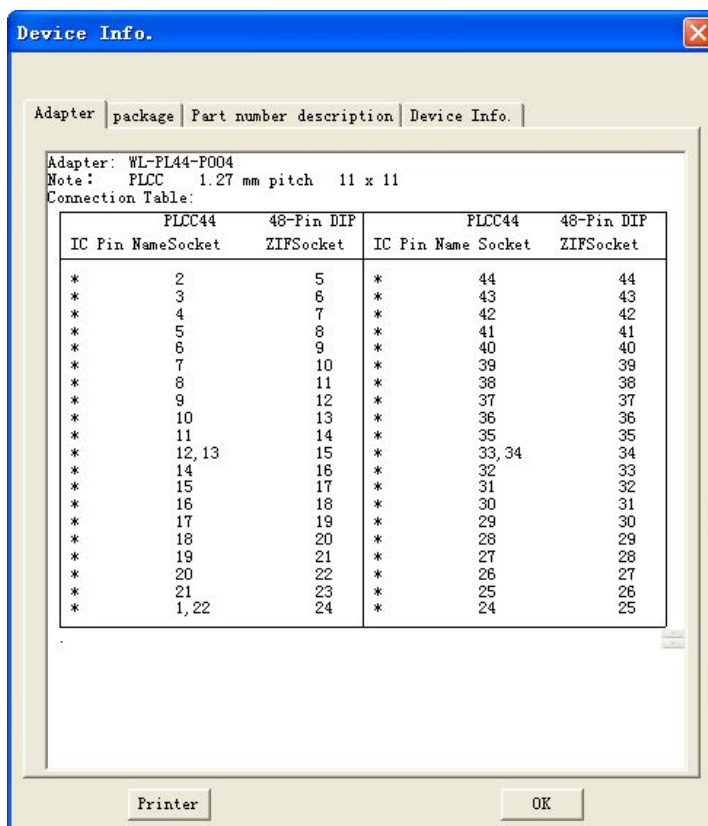 Device Info.
Adapter package Part number description Device Info.
Adapter: WL-PL44-P004
Note: PLCC 1.27 mm pitch 11 x 11
Connection Table:
PLCC44 48-Pin DIP PLCC44 48-Pin DIP
IC Pin NameSocket ZIFSocket IC Pin Name Socket ZIFSocket
* 2 5 * 44 44
* 3 6 * 43 43
* 4 7 * 42 42
* 5 8 * 41 41
* 6 9 * 40 40
* 7 10 * 39 39
* 8 11 * 38 38
* 9 12 * 37 37
* 10 13 * 36 36
* 11 14 * 35 35
* 12,13 15 * 33,34 34
* 14 16 * 32 33
* 15 17 * 31 32
* 16 18 * 30 31
* 17 19 * 29 30
* 18 20 * 28 29
* 19 21 * 27 28
* 20 22 * 26 27
* 21 23 * 25 26
* 1,22 24 * 24 25
.
Printer OK